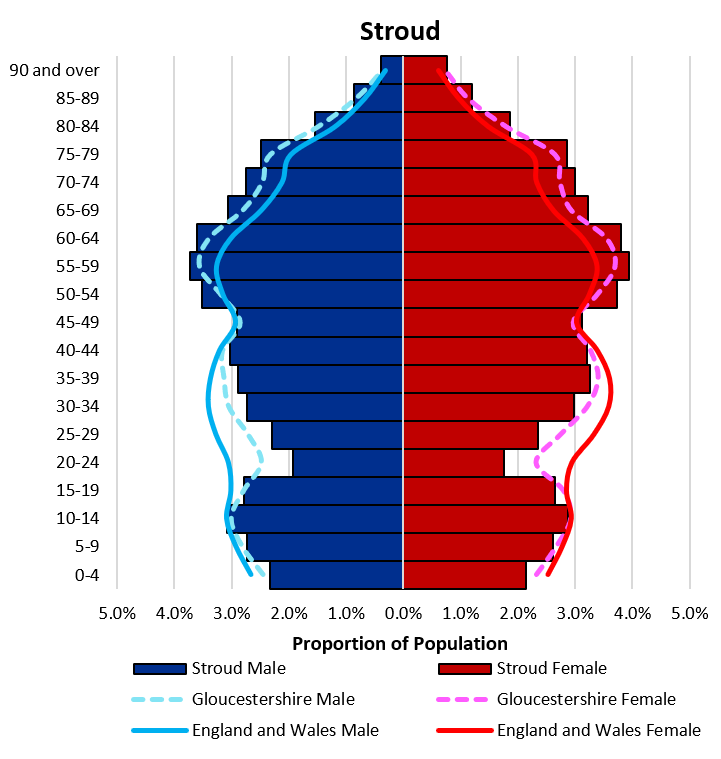 Stroud
90 and over
85-89
80-84
75-79
70-74
65-69
60-64
55-59
50-54
45-49
40-44
35-39
30-34
25-29
20-24
15-19
10-14
5-9
0-4
5.0% 4.0% 3.0% 2.0% 1.0% 0.0% 1.0% 2.0% 3.0% 4.0% 5.0%
Proportion of Population
Stroud Male Stroud Female
Gloucestershire Male Gloucestershire Female
England and Wales Male England and Wales Female